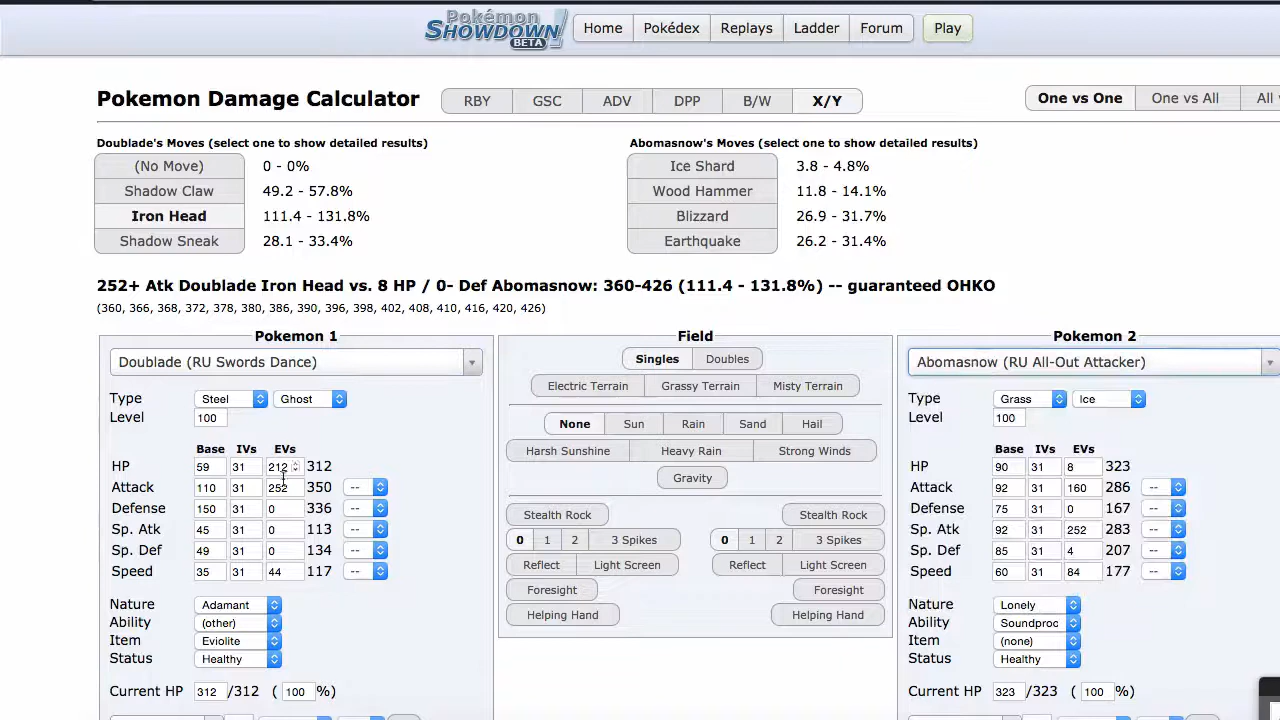 Pokémon
SHOWDOWN!
BETA
Home Pokédex Replays Ladder Forum Play
Pokemon Damage Calculator RBY GSC ADV DPP B/W X/Y One vs One One vs All All
Doublade's Moves (select one to show detailed results) Abomasnow's Moves (select one to show detailed results)
(No Move) 0 - 0% Ice Shard 3.8 - 4.8%
Shadow Claw 49.2 - 57.8% Wood Hammer 11.8 - 14.1%
Iron Head 111.4 - 131.8% Blizzard 26.9 - 31.7%
Shadow Sneak 28.1 - 33.4% Earthquake 26.2 - 31.4%
252+ Atk Doublade Iron Head vs. 8 HP / 0- Def Abomasnow: 360-426 (111.4 - 131.8%) -- guaranteed OHKO
(360, 366, 368, 372, 378, 380, 386, 390, 396, 398, 402, 408, 410, 416, 420, 426)
Pokemon 1 Field Pokemon 2
Doublade (RU Swords Dance) Singles Doubles Abomasnow (RU All-Out Attacker)
Electric Terrain Grassy Terrain Misty Terrain
Type Steel Ghost Type Grass Ice
Level 100 Level 100
None Sun Rain Sand Hail
Base IVs EVs Harsh Sunshine Heavy Rain Strong Winds Base IVs EVs
HP 59 31 212 312 HP 90 31 8 323
Gravity
Attack 110 31 252 350 -- Attack 92 31 160 286 --
Defense 150 31 0 336 -- Stealth Rock Stealth Rock Defense 75 31 0 167 --
Sp. Atk 45 31 0 113 -- 0 1 2 3 Spikes 0 1 2 3 Spikes Sp. Atk 92 31 252 283 --
Sp. Def 49 31 0 134 -- Reflect Light Screen Reflect Light Screen Sp. Def 85 31 4 207 --
Speed 35 31 44 117 -- Foresight Foresight Speed 60 31 84 177 --
Nature Adamant Helping Hand Helping Hand Nature Lonely
Ability (other) Ability Soundproc
Item Eviolite Item (none)
Status Healthy Status Healthy
Current HP 312 /312 ( 100 %) Current HP 323 /323 ( 100 %)